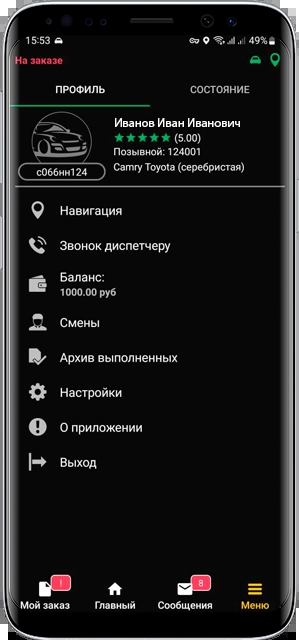 15:53
49%
На заказе
ПРОФИЛЬ
СОСТОЯНИЕ
Иванов Иван Иванович
(5.00)
Позывной: 124001
Camry Toyota (серебристая)
с066нн124
Навигация
Звонок диспетчеру
Баланс:
1000.00 руб
Смены
Архив выполненных
Настройки
О приложении
Выход
!
8
Мой заказ
Главный
Сообщения
Меню